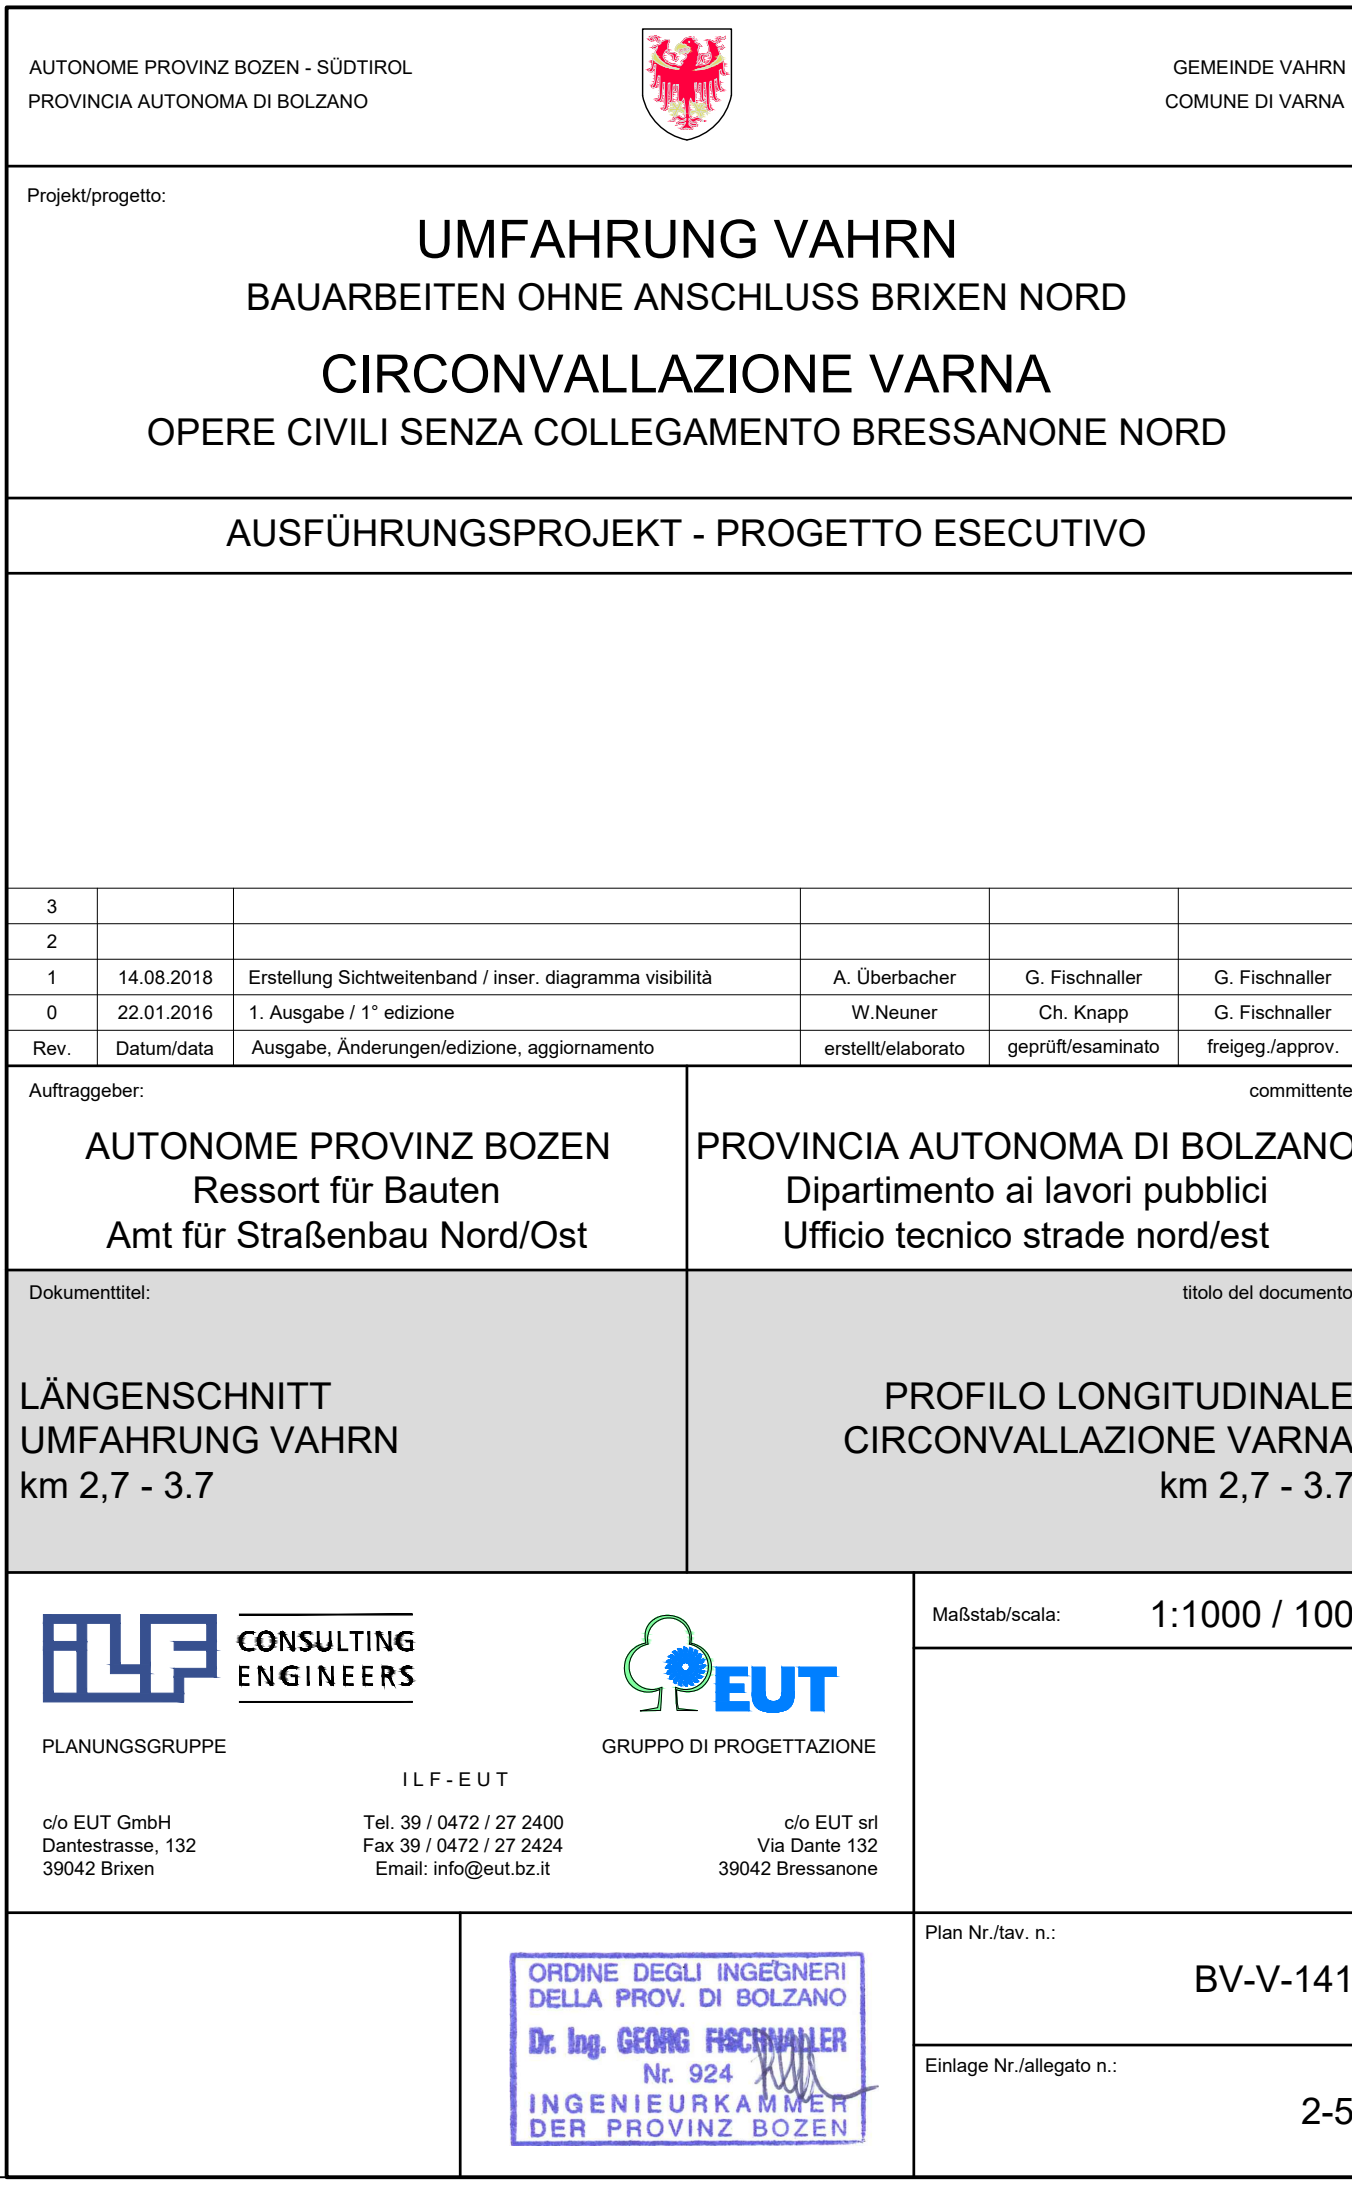 AUTONOME PROVINZ BOZEN - SÜDTIROL
PROVINCIA AUTONOMA DI BOLZANO
GEMEINDE VAHRN
COMUNE DI VARNA
Projekt/progetto:
UMFAHRUNG VAHRN
BAUARBEITEN OHNE ANSCHLUSS BRIXEN NORD
CIRCONVALLAZIONE VARNA
OPERE CIVILI SENZA COLLEGAMENTO BRESSANONE NORD
AUSFÜHRUNGSPROJEKT - PROGETTO ESECUTIVO
3
2
1 14.08.2018 Erstellung Sichtweitenband / inser. diagramma visibilità A. Überbacher G. Fischnaller G. Fischnaller
0 22.01.2016 1. Ausgabe / 1° edizione W.Neuner Ch. Knapp G. Fischnaller
Rev. Datum/data Ausgabe, Änderungen/edizione, aggiornamento erstellt/elaborato geprüft/esaminato freigeg./approv.
Auftraggeber:
AUTONOME PROVINZ BOZEN
Ressort für Bauten
Amt für Straßenbau Nord/Ost
committente
PROVINCIA AUTONOMA DI BOLZANO
Dipartimento ai lavori pubblici
Ufficio tecnico strade nord/est
Dokumenttitel:
LÄNGENSCHNITT
UMFAHRUNG VAHRN
km 2,7 - 3.7
titolo del documento
PROFILO LONGITUDINALE
CIRCONVALLAZIONE VARNA
km 2,7 - 3.7
iLF CONSULTING
ENGINEERS
EUT
PLANUNGSGRUPPE
GRUPPO DI PROGETTAZIONE
I L F - E U T
c/o EUT GmbH
Dantestrasse, 132
39042 Brixen
Tel. 39 / 0472 / 27 2400
Fax 39 / 0472 / 27 2424
Email: info@eut.bz.it
c/o EUT srl
Via Dante 132
39042 Bressanone
Maßstab/scala: 1:1000 / 100
ORDINE DEGLI INGEGNERI
DELLA PROV. DI BOLZANO
Dr. Ing. GEORG FISCHNALLER
Nr. 924
INGENIEURKAMMER
DER PROVINZ BOZEN
Plan Nr./tav. n.:
BV-V-141
Einlage Nr./allegato n.:
2-5